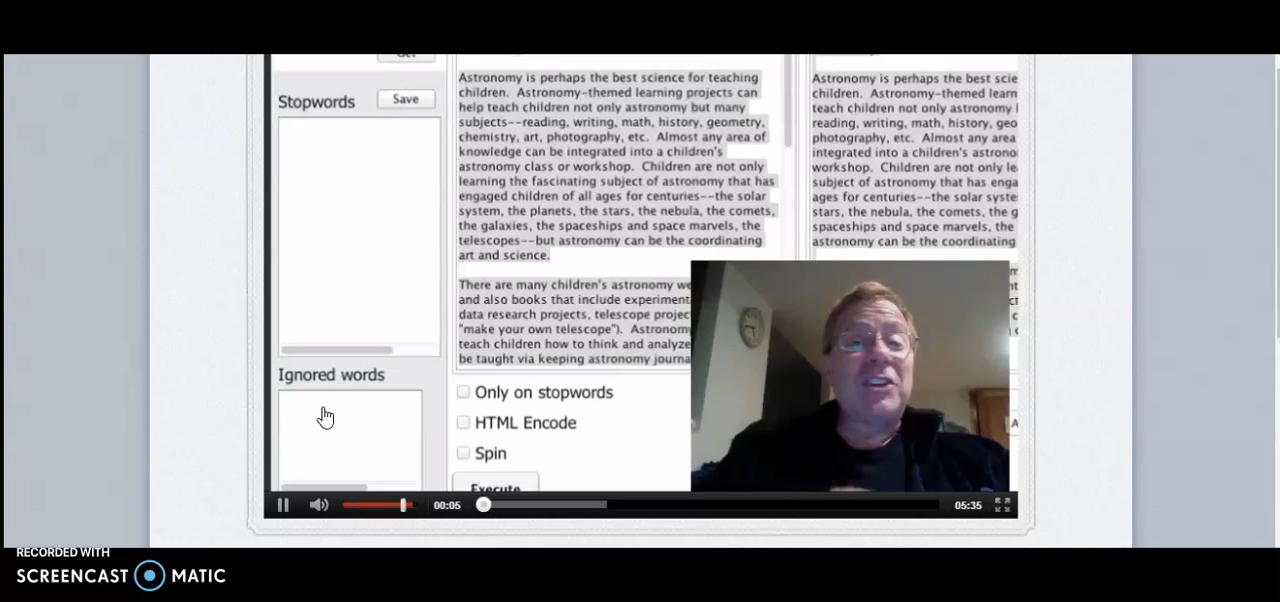 Stopwords
Save
Ignored words
Astronomy is perhaps the best science for teaching
children. Astronomy-themed learning projects can
help teach children not only astronomy but many
subjects--reading, writing, math, history, geometry,
chemistry, art, photography, etc. Almost any area of
knowledge can be integrated into a children's
astronomy class or workshop. Children are not only
learning the fascinating subject of astronomy that has
engaged children of all ages for centuries--the solar
system, the planets, the stars, the nebula, the comets,
the galaxies, the spaceships and space marvels, the
telescopes--but astronomy can be the coordinating
art and science.
There are many children's astronomy we
and also books that include experiment
data research projects, telescope projec
"make your own telescope"). Astronom
teach children how to think and analyze
be taught via keeping astronomy journa
Only on stopwords
HTML Encode
Spin
Execute
Astronomy is perhaps the best scie
children. Astronomy-themed learn
teach children not only astronomy
reading, writing, math, history, geo
photography, etc. Almost any area
integrated into a children's astrono
workshop. Children are not only le
subject of astronomy that has enga
ages for centuries--the solar syste
stars, the nebula, the comets, the g
spaceships and space marvels, the
astronomy can be the coordinating
00:05
05:35
RECORDED WITH
SCREENCAST MATIC